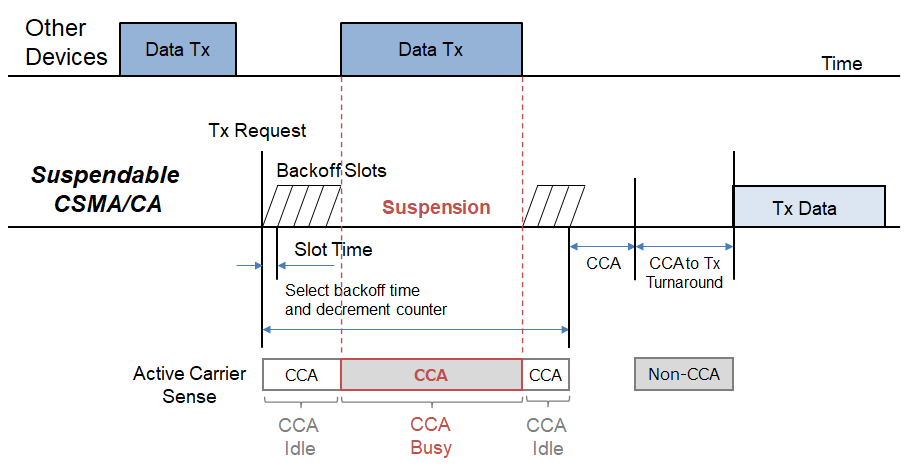 Other
Devices
Data Tx
Data Tx
Time
Tx Request
Suspendable
CSMA/CA
Backoff Slots
Suspension
Tx Data
Slot Time
CCA
CCA to Tx
Turnaround
Select backoff time
and decrement counter
Active Carrier
Sense
CCA
CCA
CCA
Non-CCA
CCA
Idle
CCA
Busy
CCA
Idle